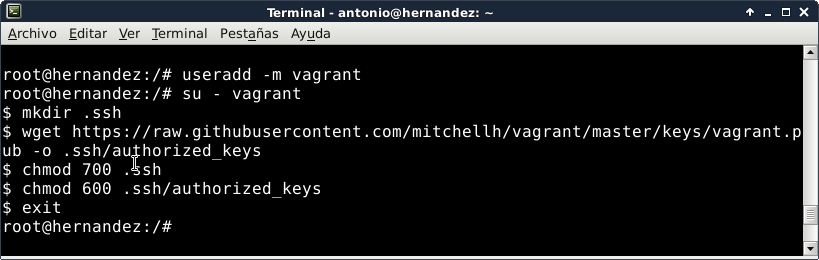 Terminal - antonio@hernandez: ~
Archivo Editar Ver Terminal Pestañas Ayuda
root@hernandez:/# useradd -m vagrant
root@hernandez:/# su - vagrant
$ mkdir .ssh
$ wget https://raw.githubusercontent.com/mitchellh/vagrant/master/keys/vagrant.p
ub -o .ssh/authorized_keys
$ chmod 700 .ssh
$ chmod 600 .ssh/authorized_keys
$ exit
root@hernandez:/#